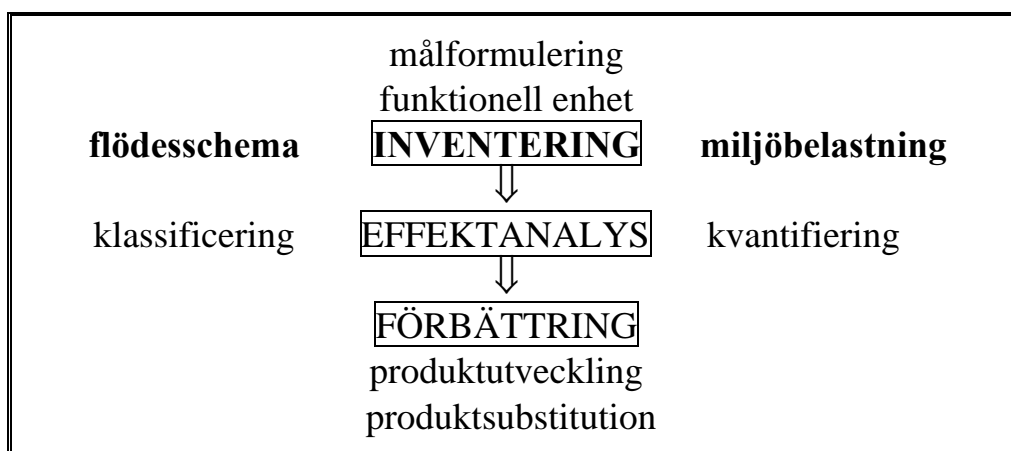 målformulering
funktionell enhet
flödesschema INVENTERING miljöbelastning
⇓
klassificering EFFEKTANALYS kvantifiering
⇓
FÖRBÄTTRING
produktutveckling
produktsubstitution